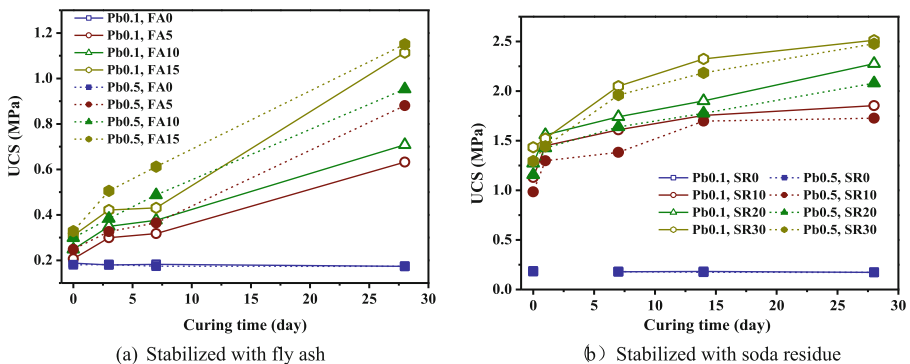 UCS (MPa)
1.2
1.0
0.8
0.6
0.4
0.2
Pb0.1, FA0
Pb0.1, FA5
Pb0.1, FA10
Pb0.1, FA15
Pb0.5, FA0
Pb0.5, FA5
Pb0.5, FA10
Pb0.5, FA15
0 5 10 15 20 25 30
Curing time (day)
(a) Stabilized with fly ash
UCS (MPa)
2.5
2.0
1.5
1.0
0.5
0.0
Pb0.1, SR0 Pb0.5, SR0
Pb0.1, SR10 Pb0.5, SR10
Pb0.1, SR20 Pb0.5, SR20
Pb0.1, SR30 Pb0.5, SR30
0 5 10 15 20 25 30
Curing time (day)
(b) Stabilized with soda residue